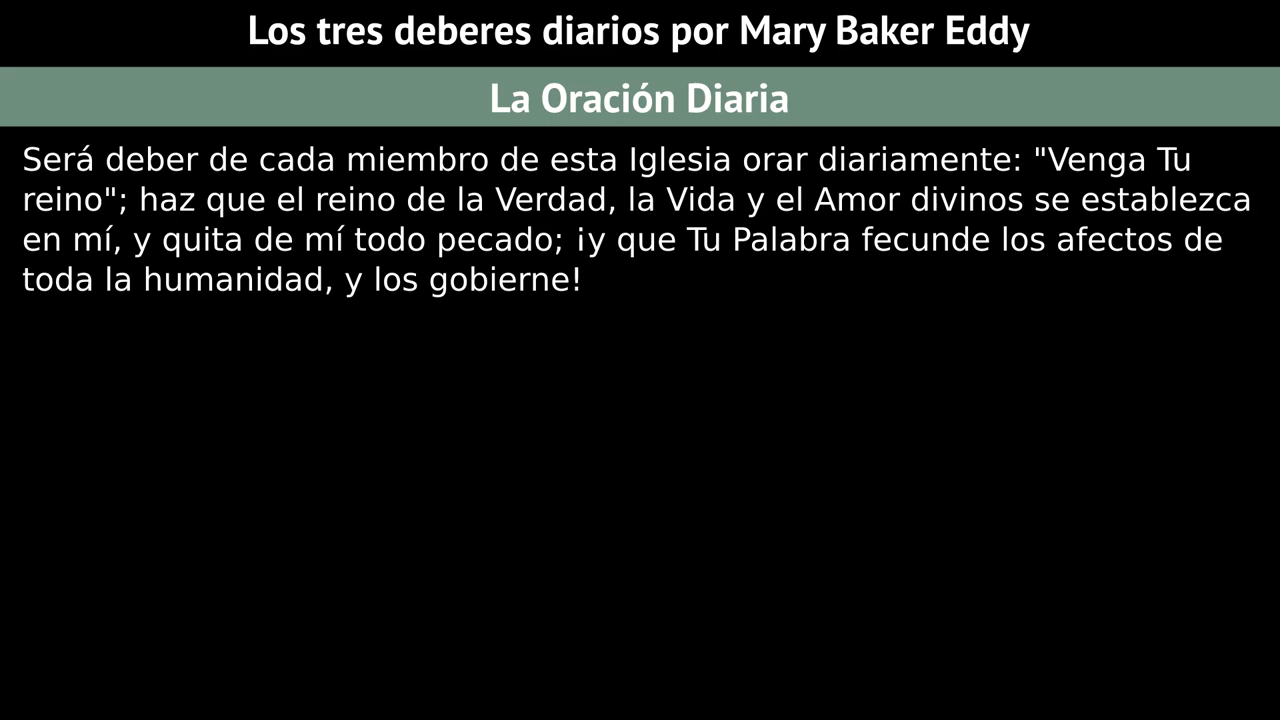 Los tres deberes diarios por Mary Baker Eddy
La Oración Diaria
Será deber de cada miembro de esta Iglesia orar diariamente: "Venga Tu
reino"; haz que el reino de la Verdad, la Vida y el Amor divinos se establezca
en mí, y quita de mí todo pecado; ¡y que Tu Palabra fecunde los afectos de
toda la humanidad, y los gobierne!